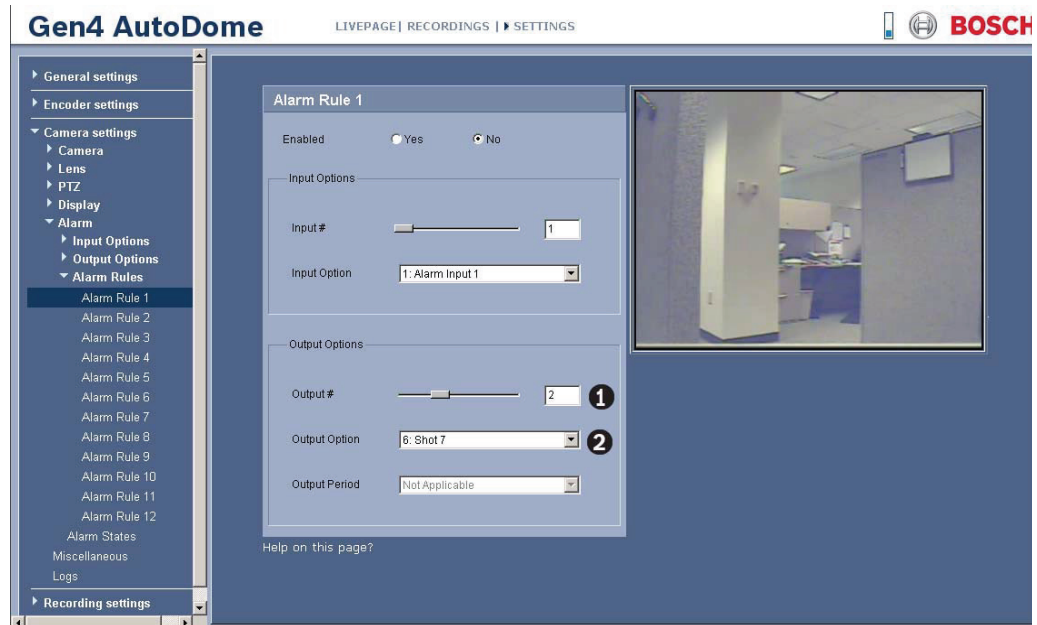 Gen4 AutoDome
LIVEPAGE| RECORDINGS | SETTINGS
BOSCH
General settings
Encoder settings
Camera settings
Camera
Lens
PTZ
Display
Alarm
Input Options
Output Options
Alarm Rules
Alarm Rule 1
Alarm Rule 2
Alarm Rule 3
Alarm Rule 4
Alarm Rule 5
Alarm Rule 6
Alarm Rule 7
Alarm Rule 8
Alarm Rule 9
Alarm Rule 10
Alarm Rule 11
Alarm Rule 12
Alarm States
Miscellaneous
Logs
Recording settings
Alarm Rule 1
Enabled Yes No
Input Options
Input # 1
Input Option 1: Alarm Input 1
Output Options
Output # 2 1
Output Option 6: Shot 7 2
Output Period Not Applicable
Help on this page?